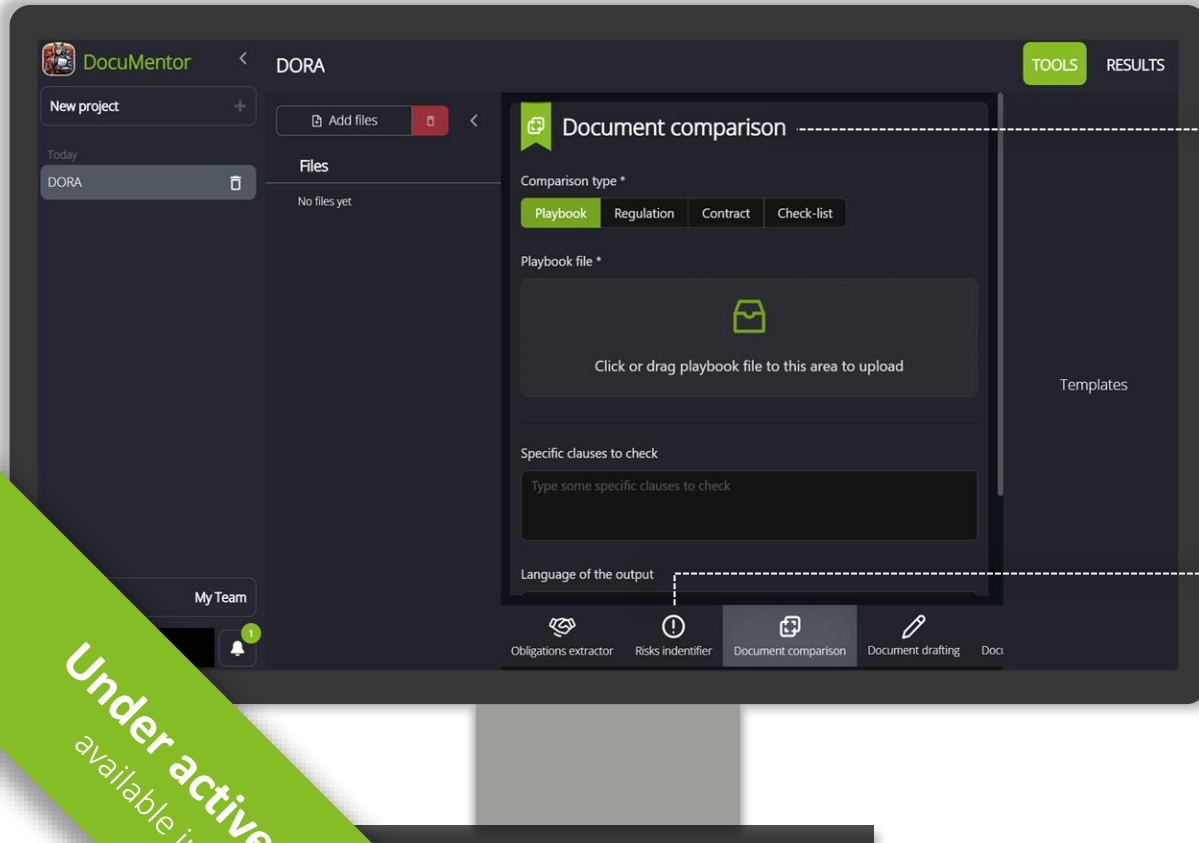 DocuMentor
DORA
TOOLS
RESULTS
New project
Add files
Document comparison
Today
Files
DORA
Comparison type *
No files yet
Playbook
Regulation
Contract
Check-list
Playbook file *
Click or drag playbook file to this area to upload
Templates
Specific clauses to check
Type some specific clauses to check
Language of the output
My Team
1
Obligations extractor
Risks indentifier
Document comparison
Document drafting
Under active
available